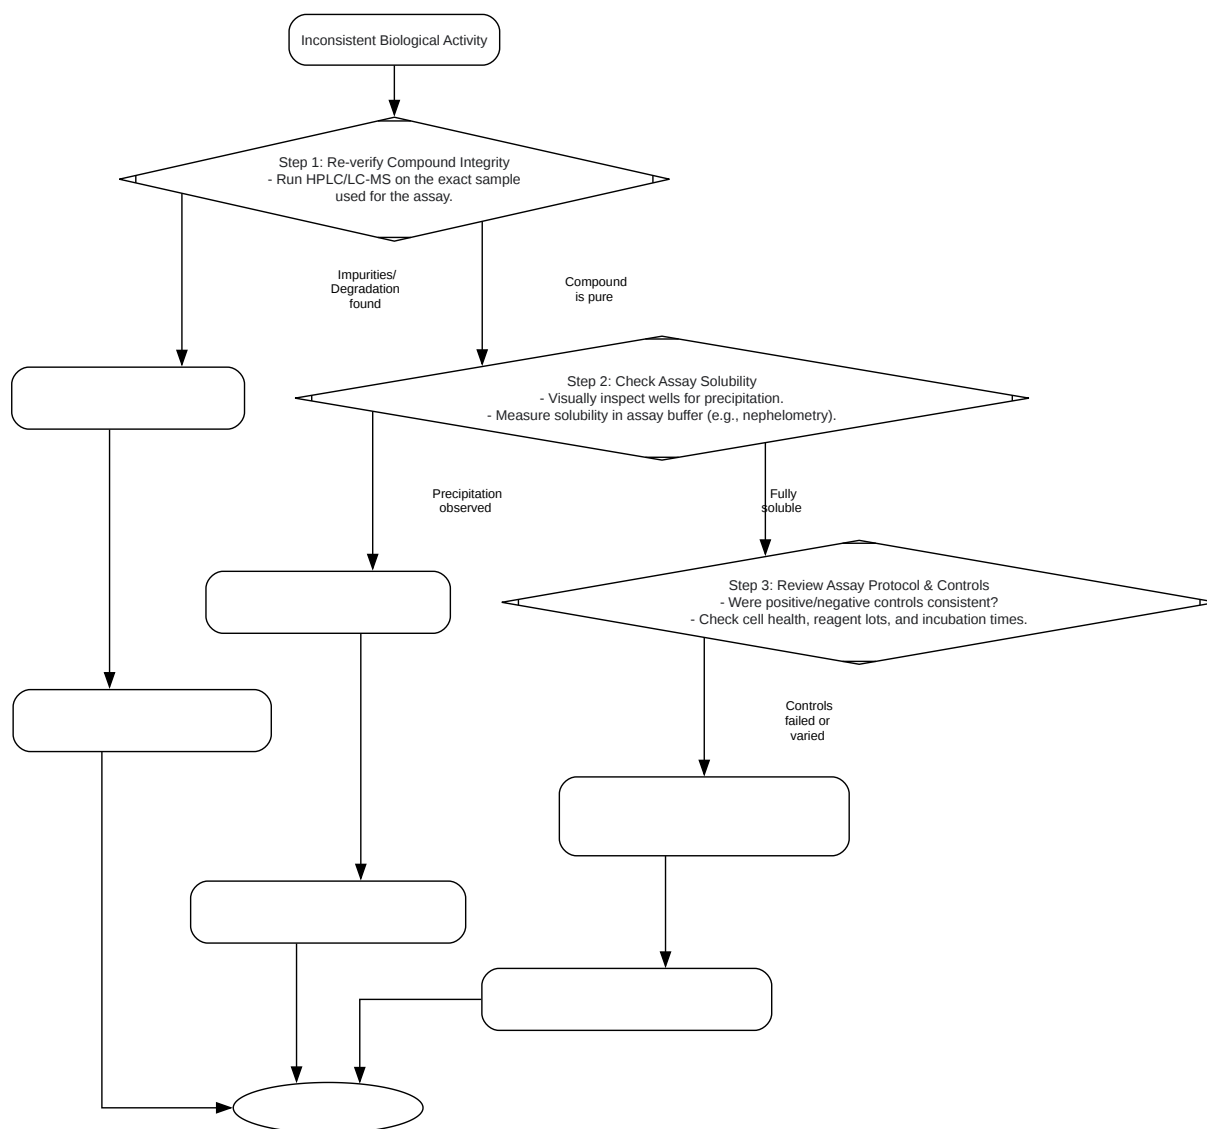 Inconsistent Biological Activity
Step 1: Re-verify Compound Integrity
- Run HPLC/LC-MS on the exact sample
used for the assay.
Impurities/
Degradation
found
Compound
is pure
Step 2: Check Assay Solubility
- Visually inspect wells for precipitation.
- Measure solubility in assay buffer (e.g., nephelometry).
Precipitation
observed
Fully
soluble
Step 3: Review Assay Protocol & Controls
- Were positive/negative controls consistent?
- Check cell health, reagent lots, and incubation times.
Controls
failed or
varied